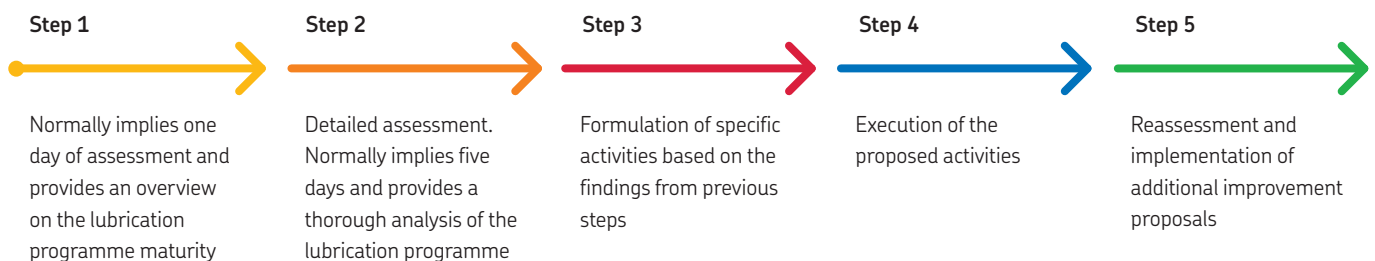 Step 1
Normally implies one
day of assessment and
provides an overview
on the lubrication
programme maturity
Step 2
Detailed assessment.
Normally implies five
days and provides a
thorough analysis of the
lubrication programme
Step 3
Formulation of specific
activities based on the
findings from previous
steps
Step 4
Execution of the
proposed activities
Step 5
Reassessment and
implementation of
additional improvement
proposals